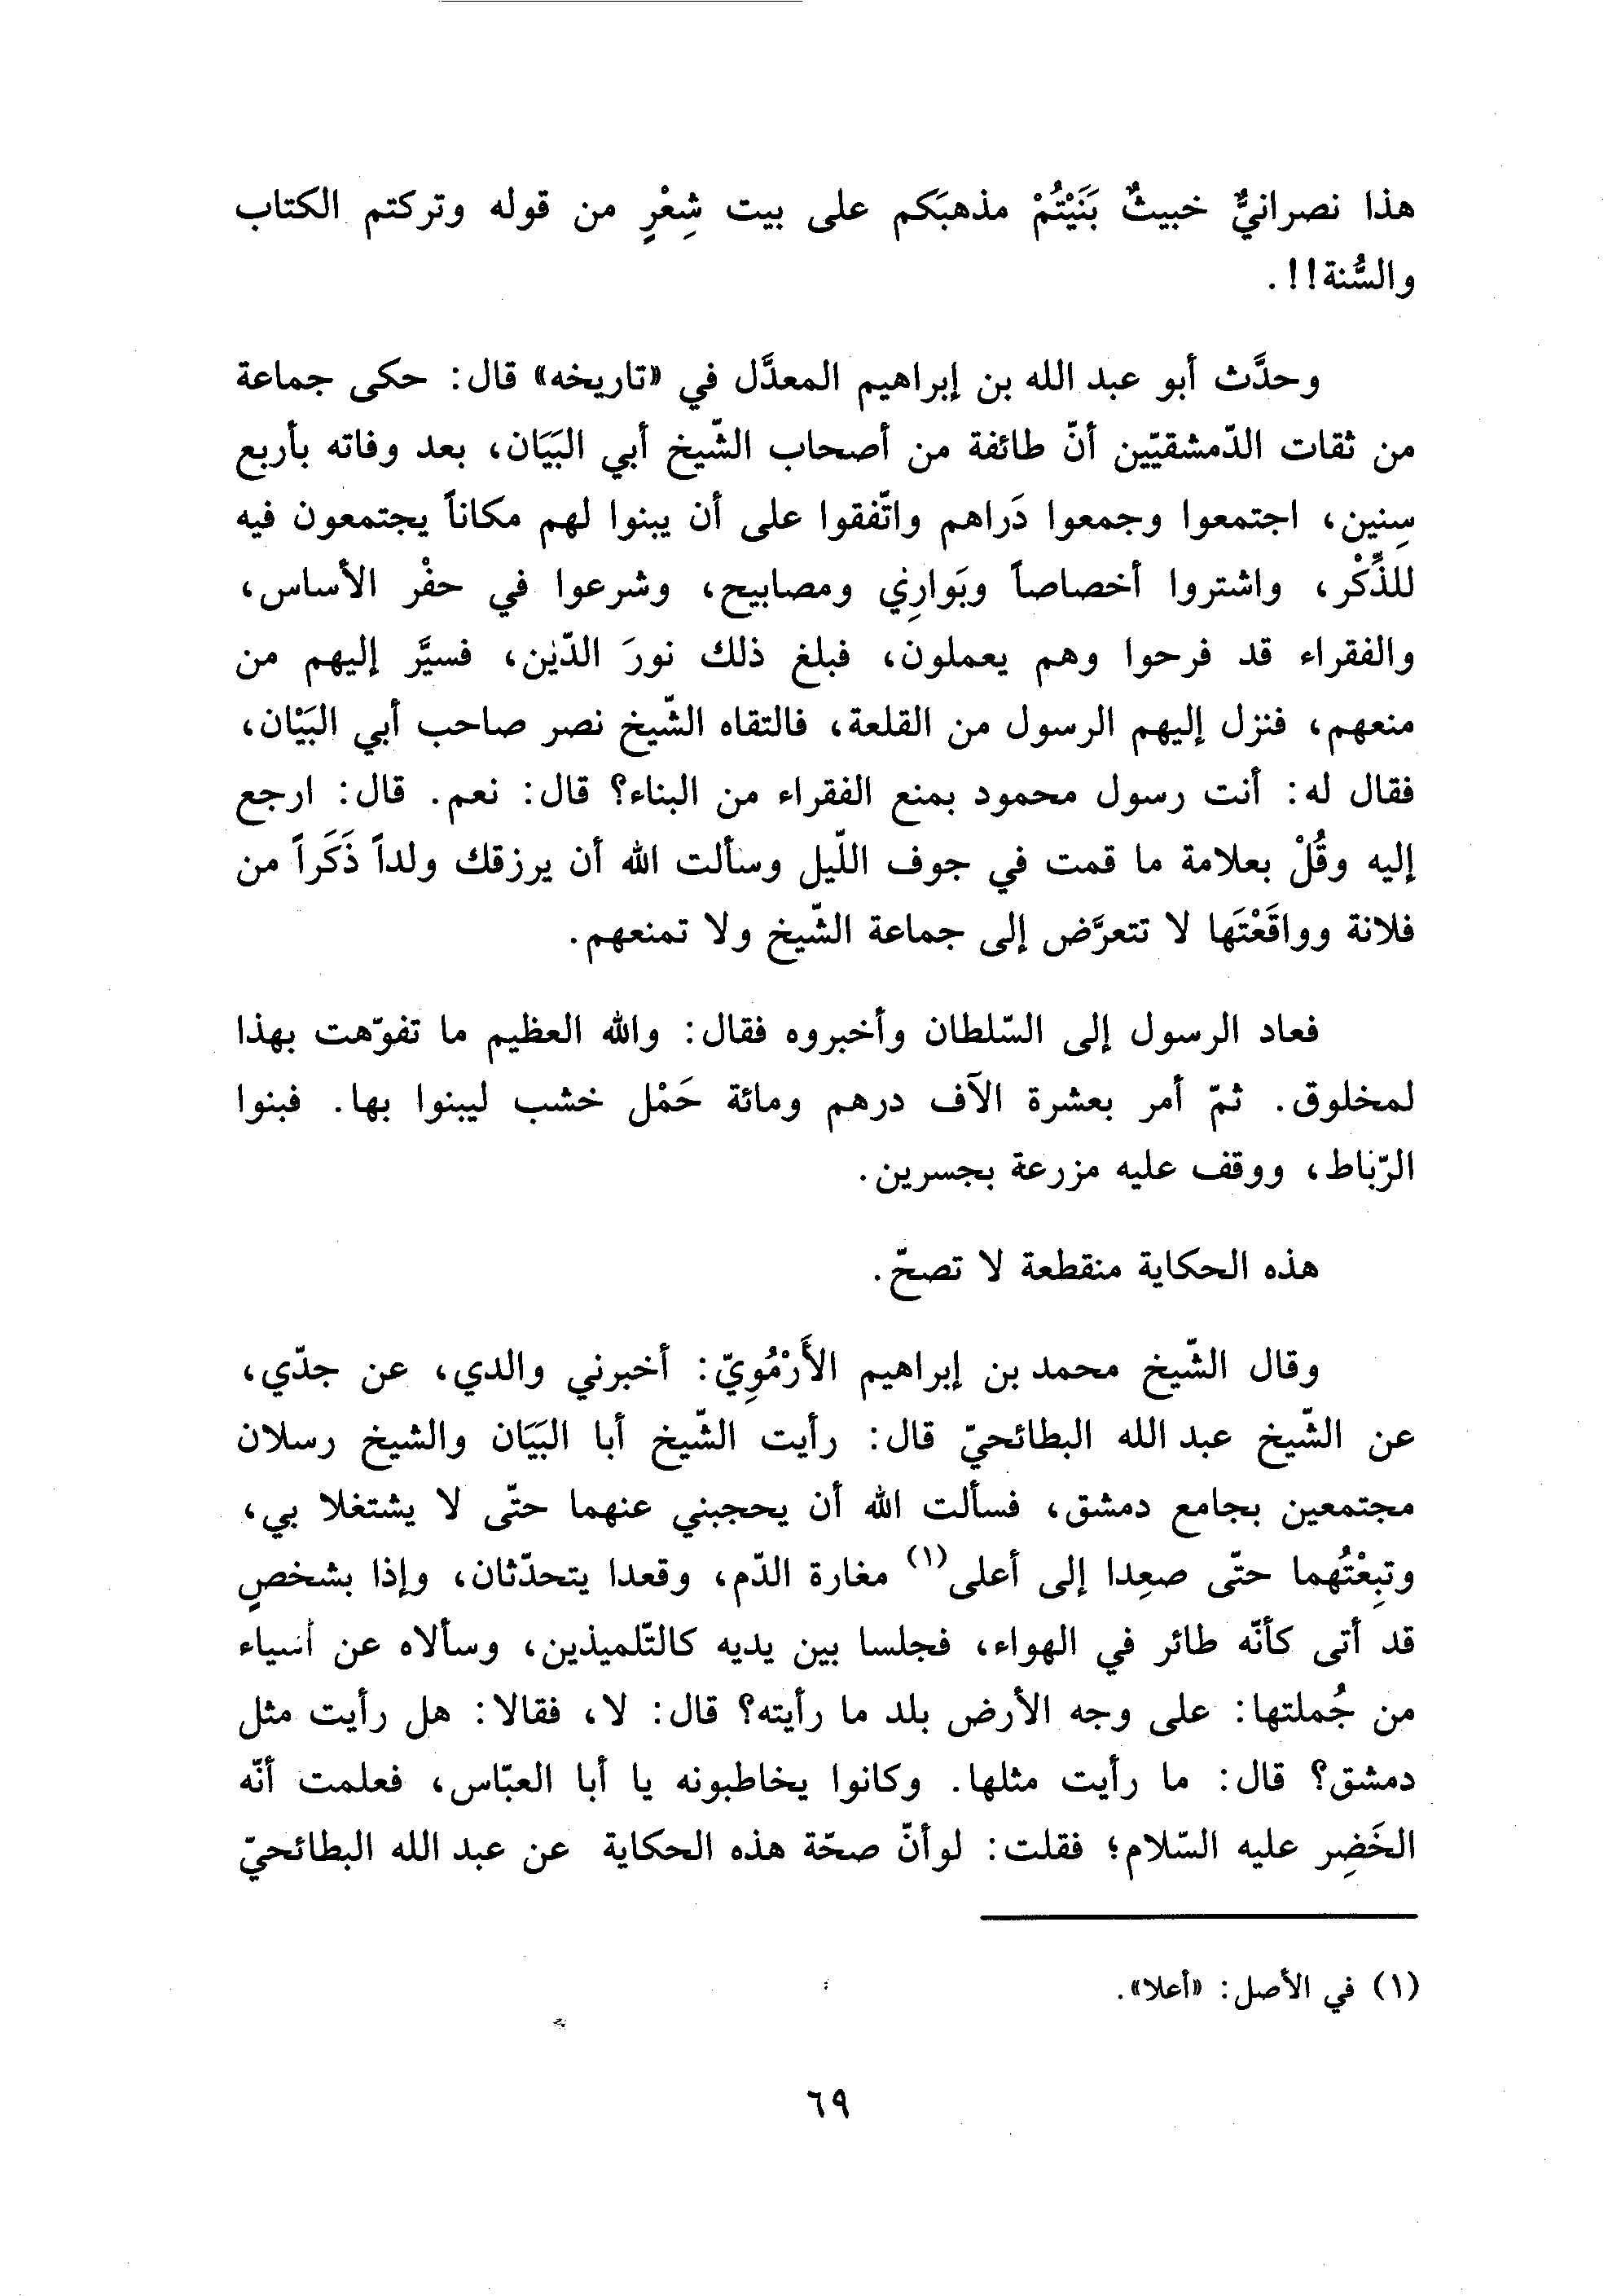 هذا نصرانيٌّ خبيثٌ بَنَيْتُمْ مذهبَكم على بيت شِعْرٍ من قوله وتركتم الكتاب
والسُّنة!!.
وحدَّث أبو عبد الله بن إبراهيم المعدَّل في «تاريخه» قال: حكى جماعة
من ثقات الدّمشقيّين أنّ طائفة من أصحاب الشّيخ أبي البَيَان، بعد وفاته بأربع
سِنين، اجتمعوا وجمعوا دَراهم واتّفقوا على أن يبنوا لهم مكاناً يجتمعون فيه
للذِّكْر، واشتروا أخصاصاً وبَوارِي ومصابيح، وشرعوا في حفْر الأساس،
والفقراء قد فرحوا وهم يعملون، فبلغ ذلك نورَ الدّين، فسيَّر إليهم من
منعهم، فنزل إليهم الرسول من القلعة، فالتقاه الشّيخ نصر صاحب أبي البَيْان،
فقال له: أنت رسول محمود بمنع الفقراء من البناء؟ قال: نعم. قال: ارجع
إليه وقُلْ بعلامة ما قمت في جوف اللّيل وسألت الله أن يرزقك ولداً ذَكَراً من
فلانة وواقَعْتَها لا تتعرَّض إلى جماعة الشّيخ ولا تمنعهم.
فعاد الرسول إلى السّلطان وأخبروه فقال: والله العظيم ما تفوّهت بهذا
لمخلوق. ثمّ أمر بعشرة الآف درهم ومائة حَمْل خشب ليبنوا بها. فبنوا
الرّباط، ووقف عليه مزرعة بجسرين.
هذه الحكاية منقطعة لا تصحّ.
وقال الشّيخ محمد بن إبراهيم الأَرْمُوِيّ: أخبرني والدي، عن جدّي،
عن الشّيخ عبد الله البطائحيّ قال: رأيت الشّيخ أبا البَيَان والشيخ رسلان
مجتمعين بجامع دمشق، فسألت الله أن يحجبني عنهما حتّى لا يشتغلا بي،
وتبِعْتُهما حتّى صعِدا إلى أعلى(١) مغارة الدّم، وقعدا يتحدّثان، وإذا بشخصٍ
قد أتى كأنّه طائر في الهواء، فجلسا بين يديه كالتّلميذين، وسألاه عن أشياء
من جُملتها: على وجه الأرض بلد ما رأيته؟ قال: لا، فقالا: هل رأيت مثل
دمشق؟ قال: ما رأيت مثلها. وكانوا يخاطبونه يا أبا العبّاس، فعلمت أنّه
الخَضِر عليه السّلام؛ فقلت: لو أنّ صحّة هذه الحكاية عن عبد الله البطائحيّ
(١) في الأصل: «أعلا».
٦٩